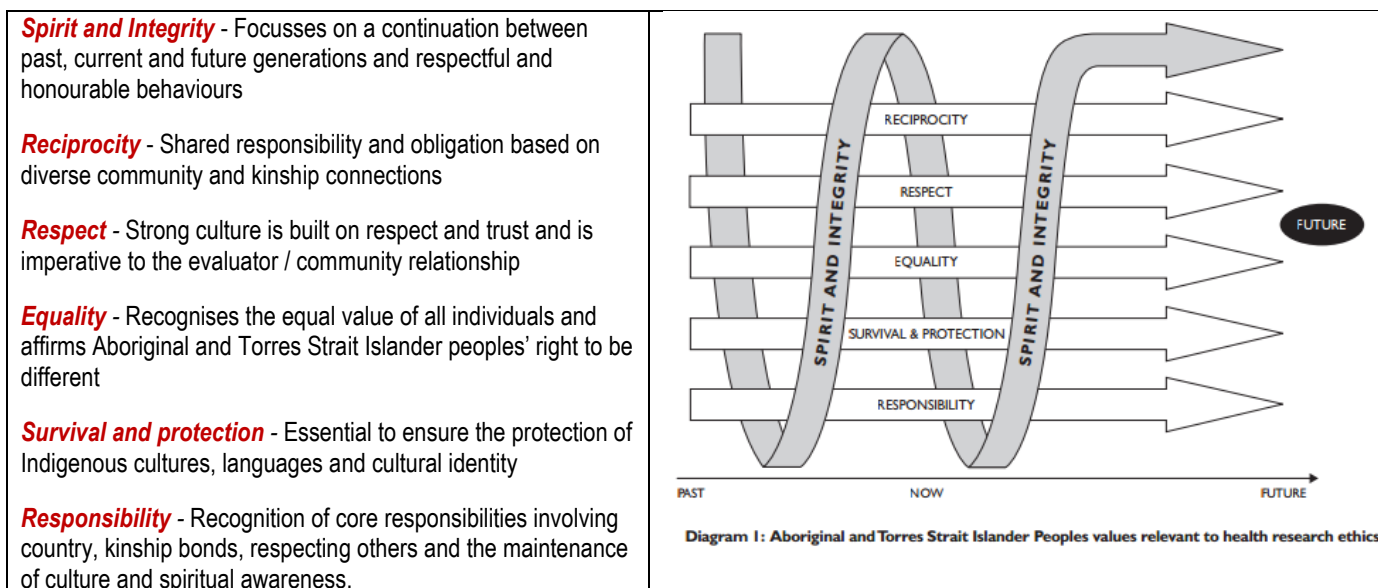 Spirit and Integrity - Focusses on a continuation between
past, current and future generations and respectful and
honourable behaviours
Reciprocity - Shared responsibility and obligation based on
diverse community and kinship connections
Respect - Strong culture is built on respect and trust and is
imperative to the evaluator / community relationship
Equality - Recognises the equal value of all individuals and
affirms Aboriginal and Torres Strait Islander peoples’ right to be
different
Survival and protection - Essential to ensure the protection of
Indigenous cultures, languages and cultural identity
Responsibility - Recognition of core responsibilities involving
country, kinship bonds, respecting others and the maintenance
of culture and spiritual awareness.
RECIPROCITY
RESPECT
EQUALITY
SURVIVAL & PROTECTION
RESPONSIBILITY
SPIRIT AND INTEGRITY
SPIRIT AND INTEGRITY
FUTURE
PAST
NOW
FUTURE
Diagram 1: Aboriginal and Torres Strait Islander Peoples values relevant to health research ethics